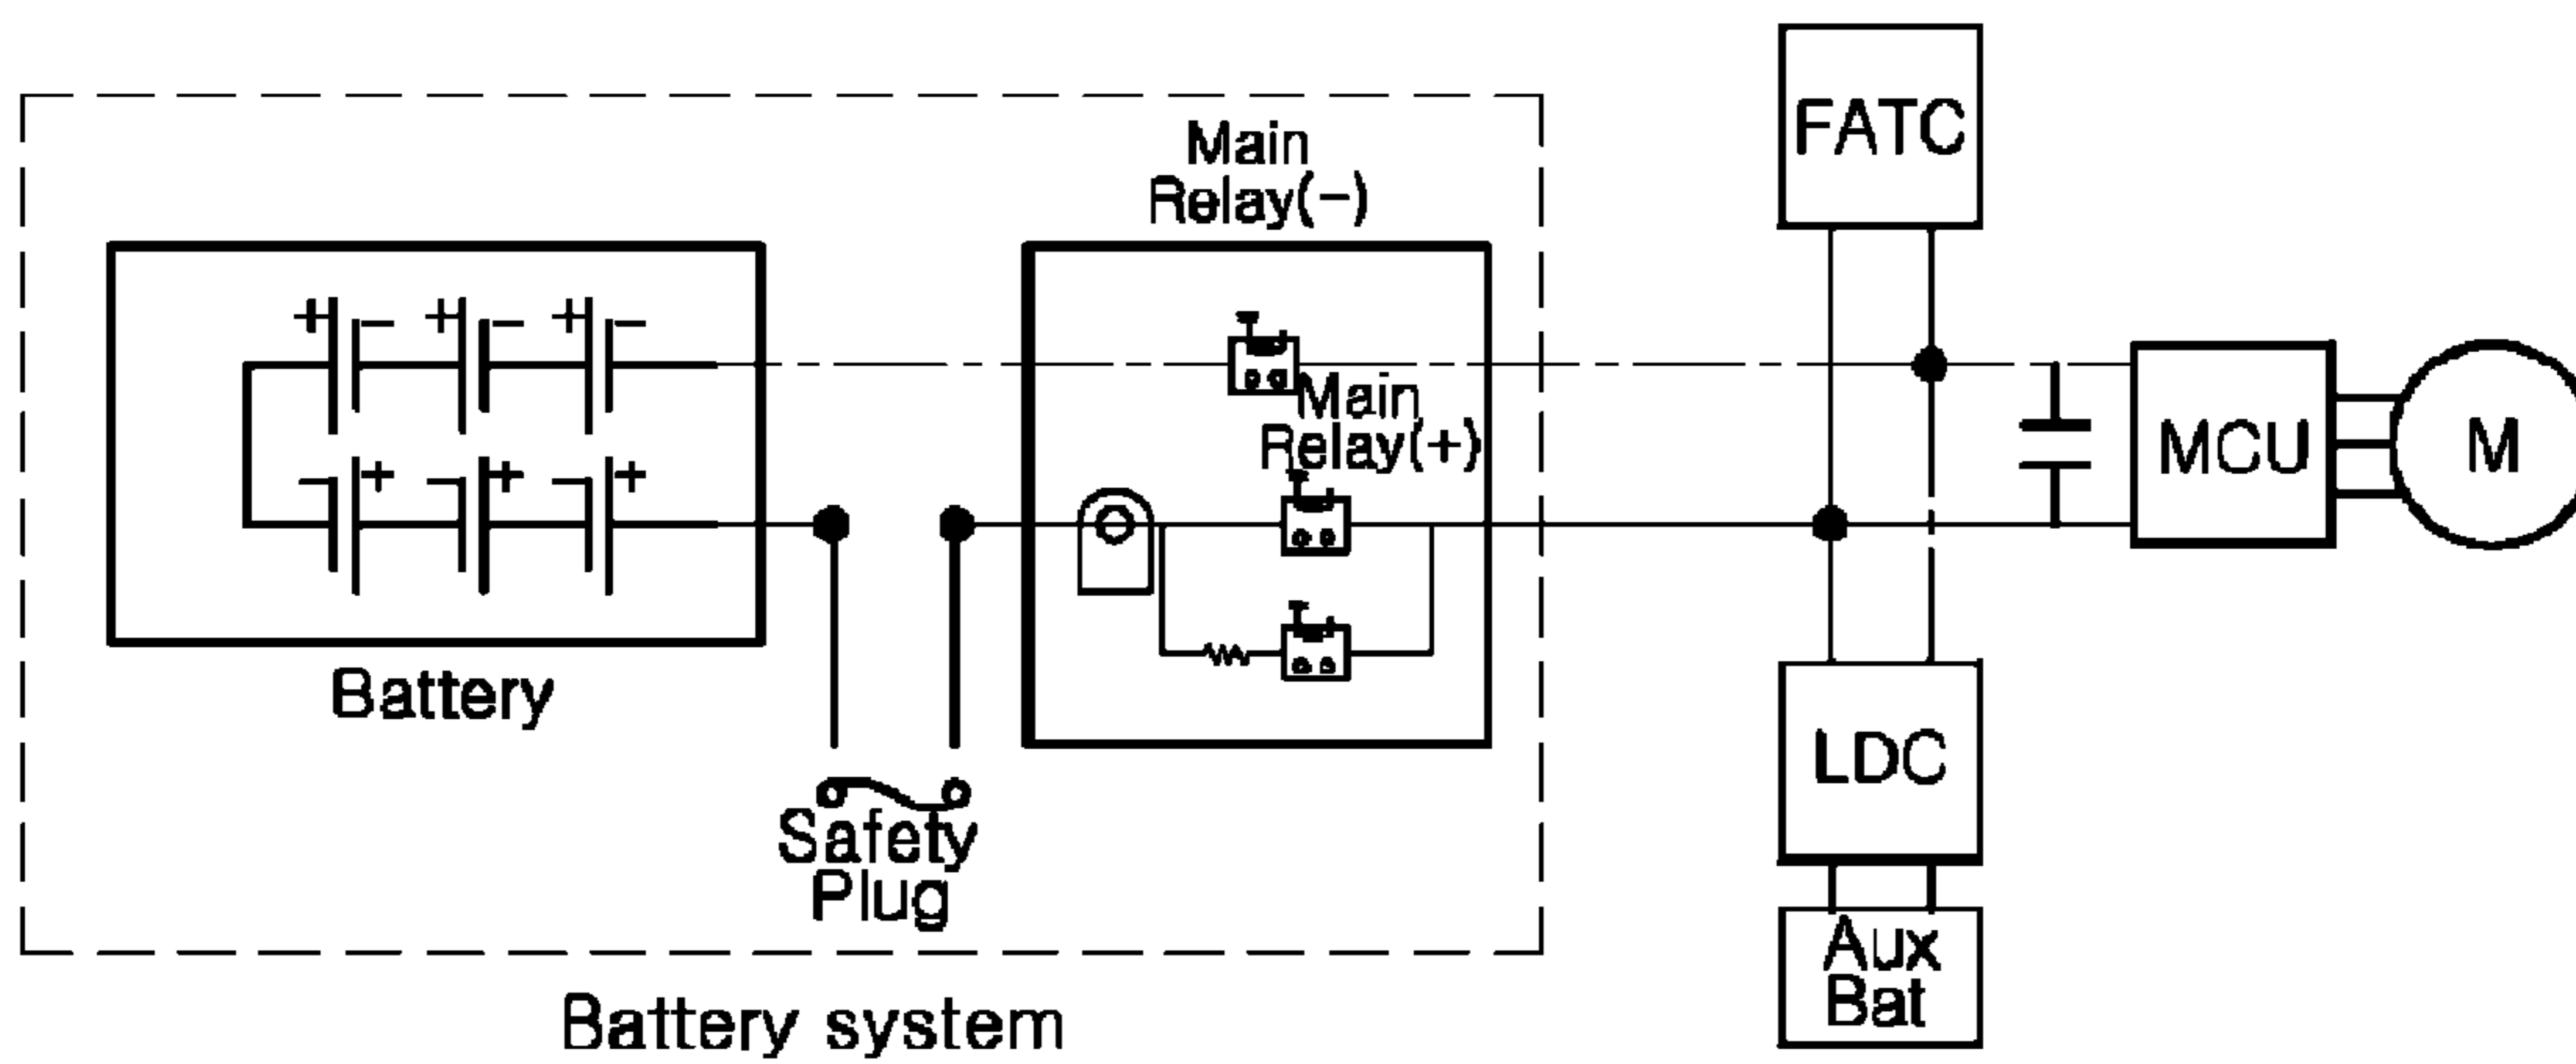 FATC
Main
Relay(−)
+ − + − + −
Main
Relay(+)
− + − + − +
MCU
M
Battery
LDC
Safety
Plug
Aux
Bat
Battery system